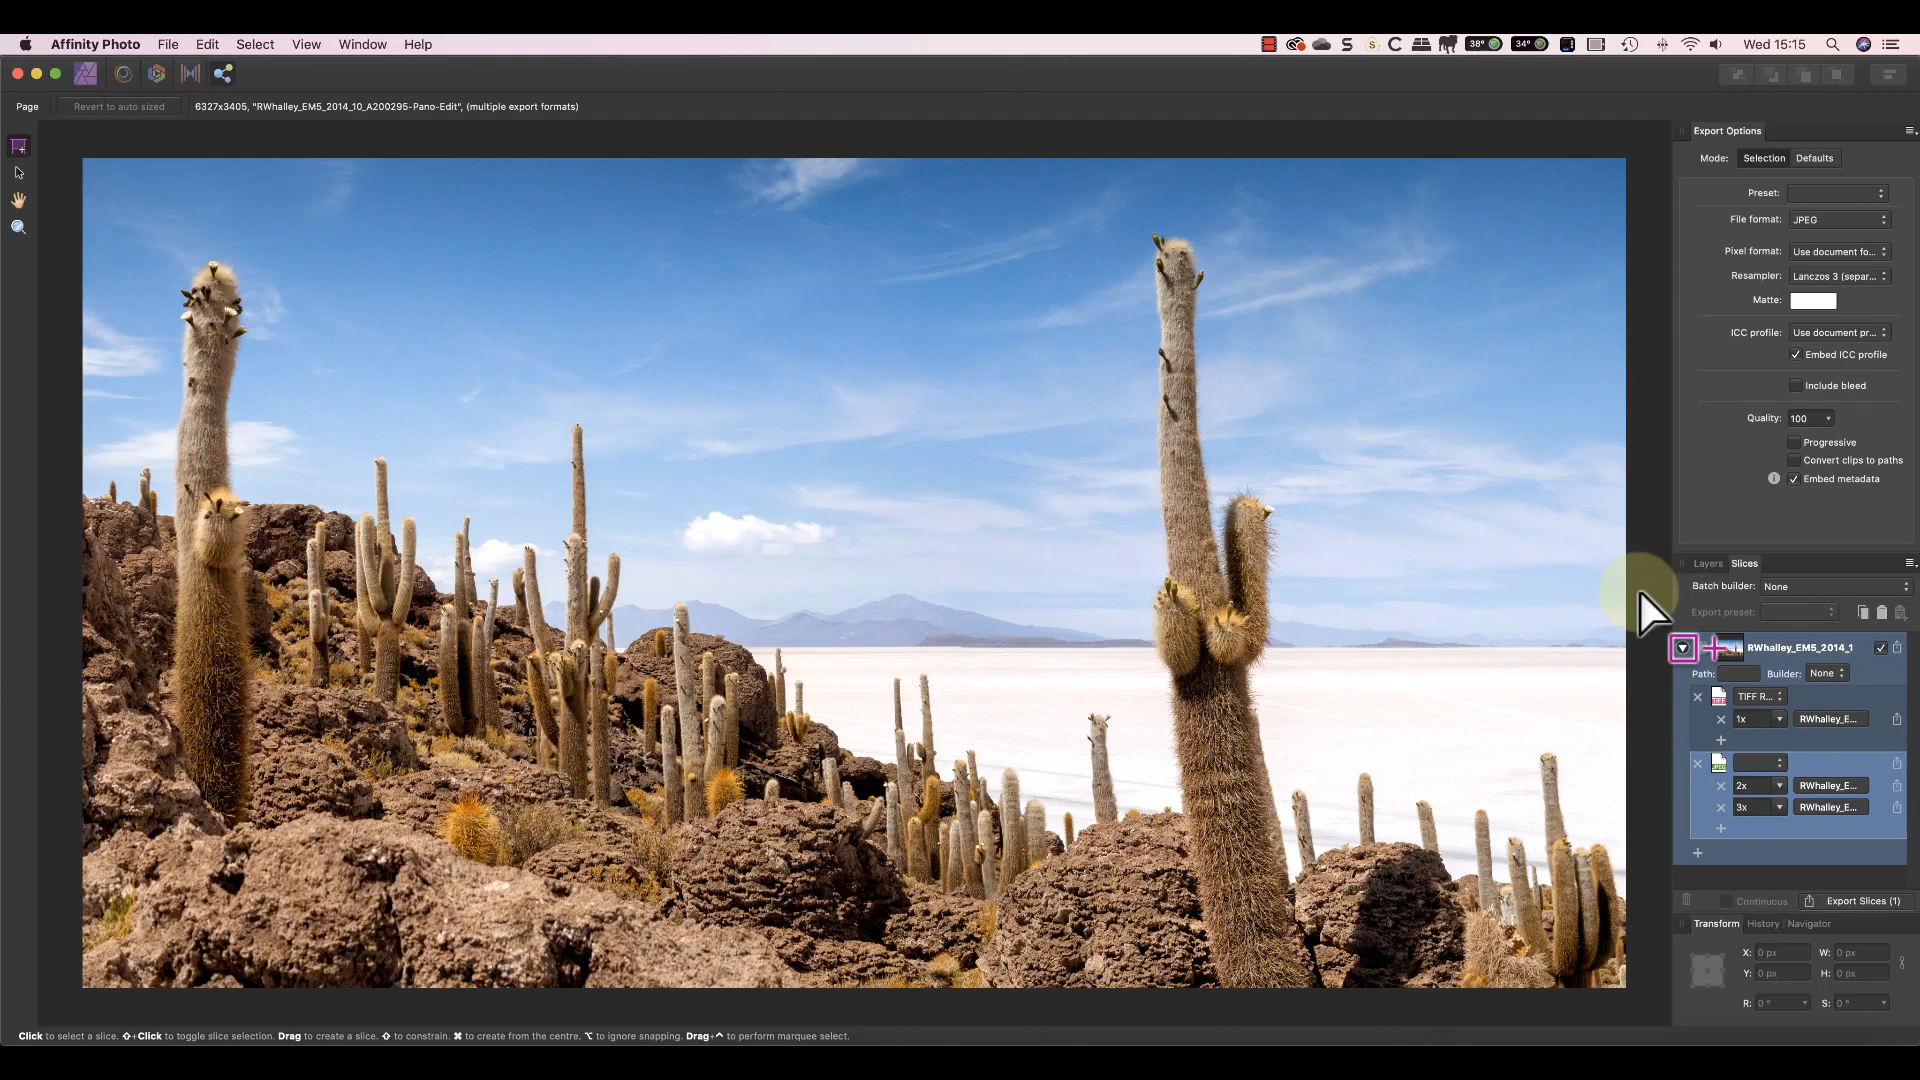 Affinity Photo File Edit Select View Window Help
38° 34° Wed 15:15
Page Revert to auto sized 6327x3405, "RWhalley_EM5_2014_10_A200295-Pano-Edit", (multiple export formats)
Export Options
Mode: Selection Defaults
Preset:
File format: JPEG
Pixel format: Use document fo...
Resampler: Lanczos 3 (separ...
Matte:
ICC profile: Use document pr...
Embed ICC profile
Include bleed
Quality: 100
Progressive
Convert clips to paths
Embed metadata
Layers Slices
Batch builder: None
Export preset:
RWhalley_EM5_2014_1
Path: Builder: None
TIFF R...
1x RWhalley_E...
2x RWhalley_E...
3x RWhalley_E...
Continuous Export Slices (1)
Transform History Navigator
X: 0 px W: 0 px
Y: 0 px H: 0 px
R: 0 ° S: 0 °
Click to select a slice. ⇧+Click to toggle slice selection. Drag to create a slice. ⇧ to constrain. ⌘ to create from the centre. ⌥ to ignore snapping. Drag+⌃ to perform marquee select.